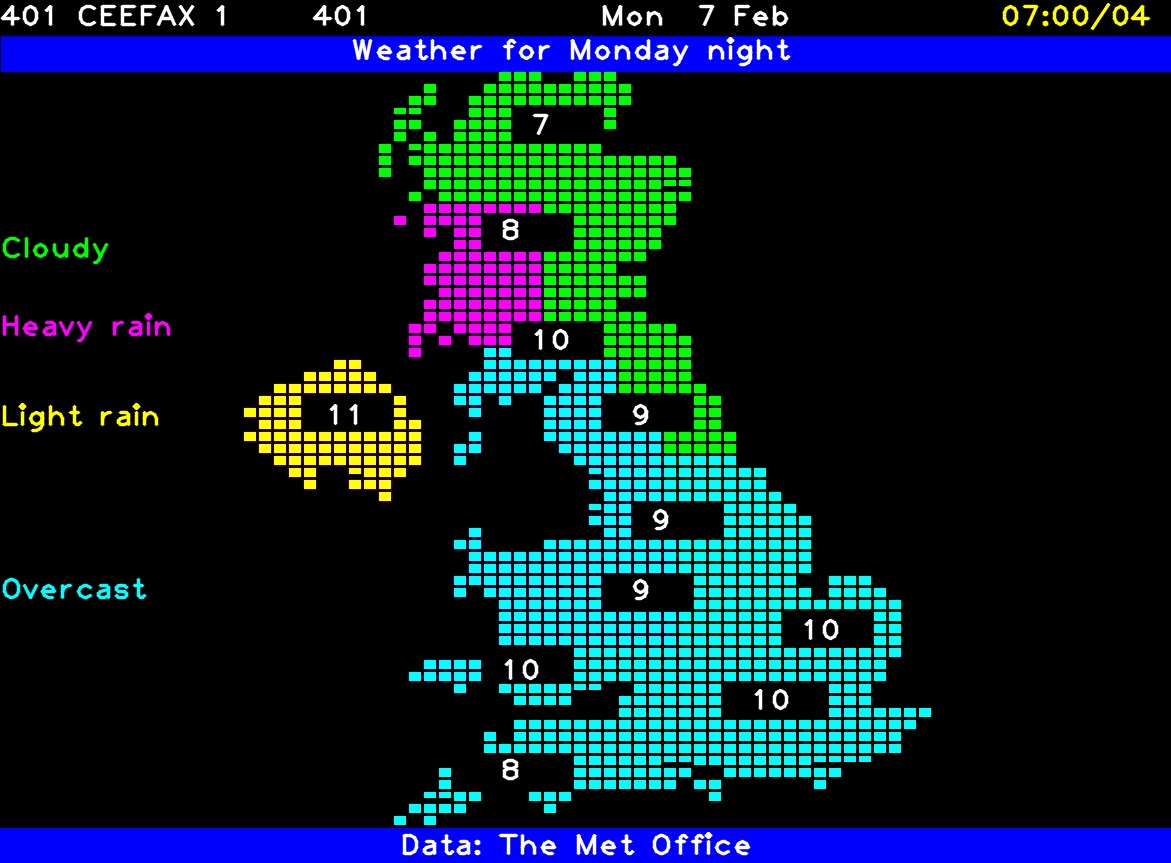 401 CEEFAX 1 401 Mon 7 Feb 07:00/04
Weather for Monday night
7
8
Cloudy
Heavy rain
10
Light rain
11
9
9
Overcast
9
10
10
10
8
Data: The Met Office